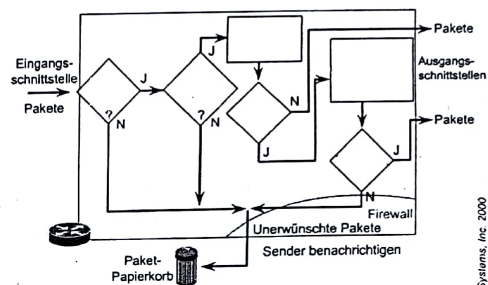 Eingangs-
schnittstelle
Pakete
?
J
N
?
J
N
N
J
Pakete
Ausgangs-
schnittstellen
J
N
Pakete
Firewall
Unerwünschte Pakete
Sender benachrichtigen
Paket-
Papierkorb
Systems, Inc. 2000